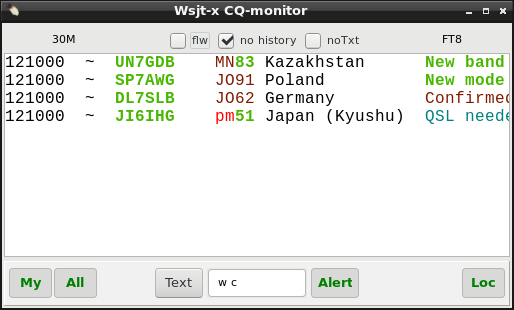 Wsjt-x CQ-monitor
30M flw no history noTxt FT8
121000 ~ UN7GDB MN83 Kazakhstan New band
121000 ~ SP7AWG JO91 Poland New mode
121000 ~ DL7SLB JO62 Germany Confirmed
121000 ~ JI6IHG pm51 Japan (Kyushu) QSL neede
My All Text w c Alert Loc